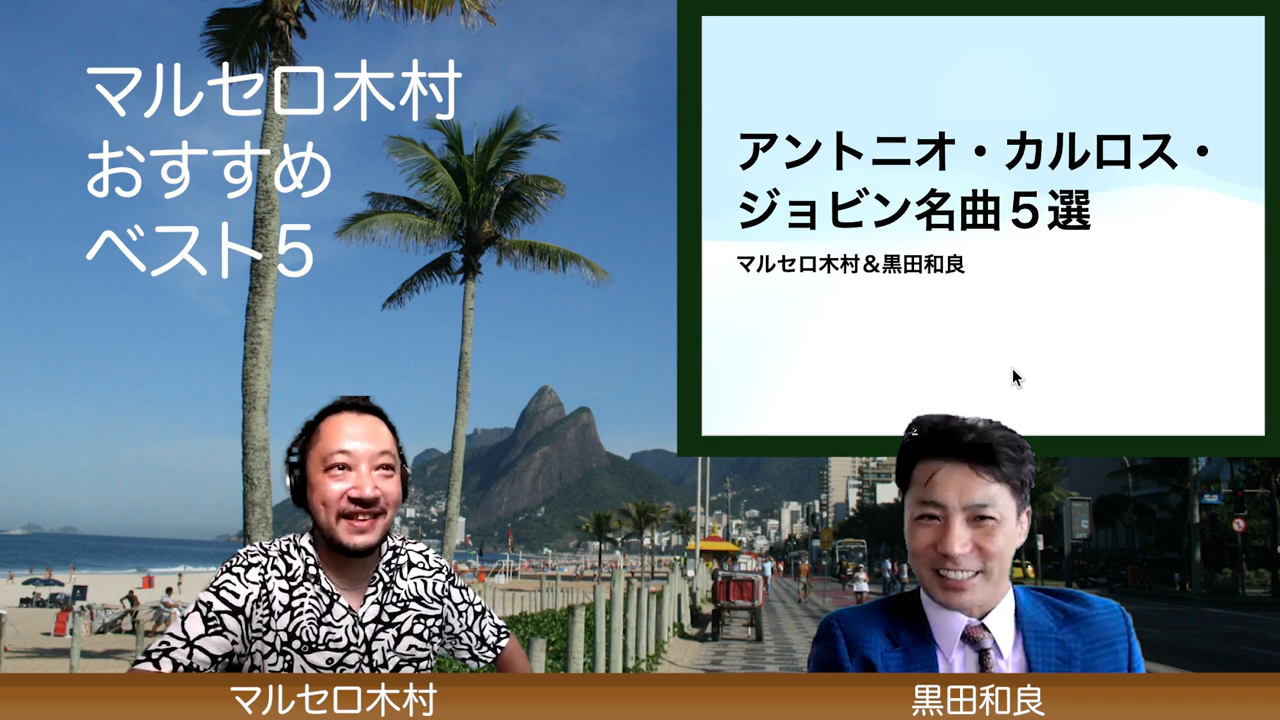 マルセロ木村
おすすめ
ベスト５
アントニオ・カルロス・
ジョビン名曲５選
マルセロ木村＆黒田和良
マルセロ木村
黒田和良